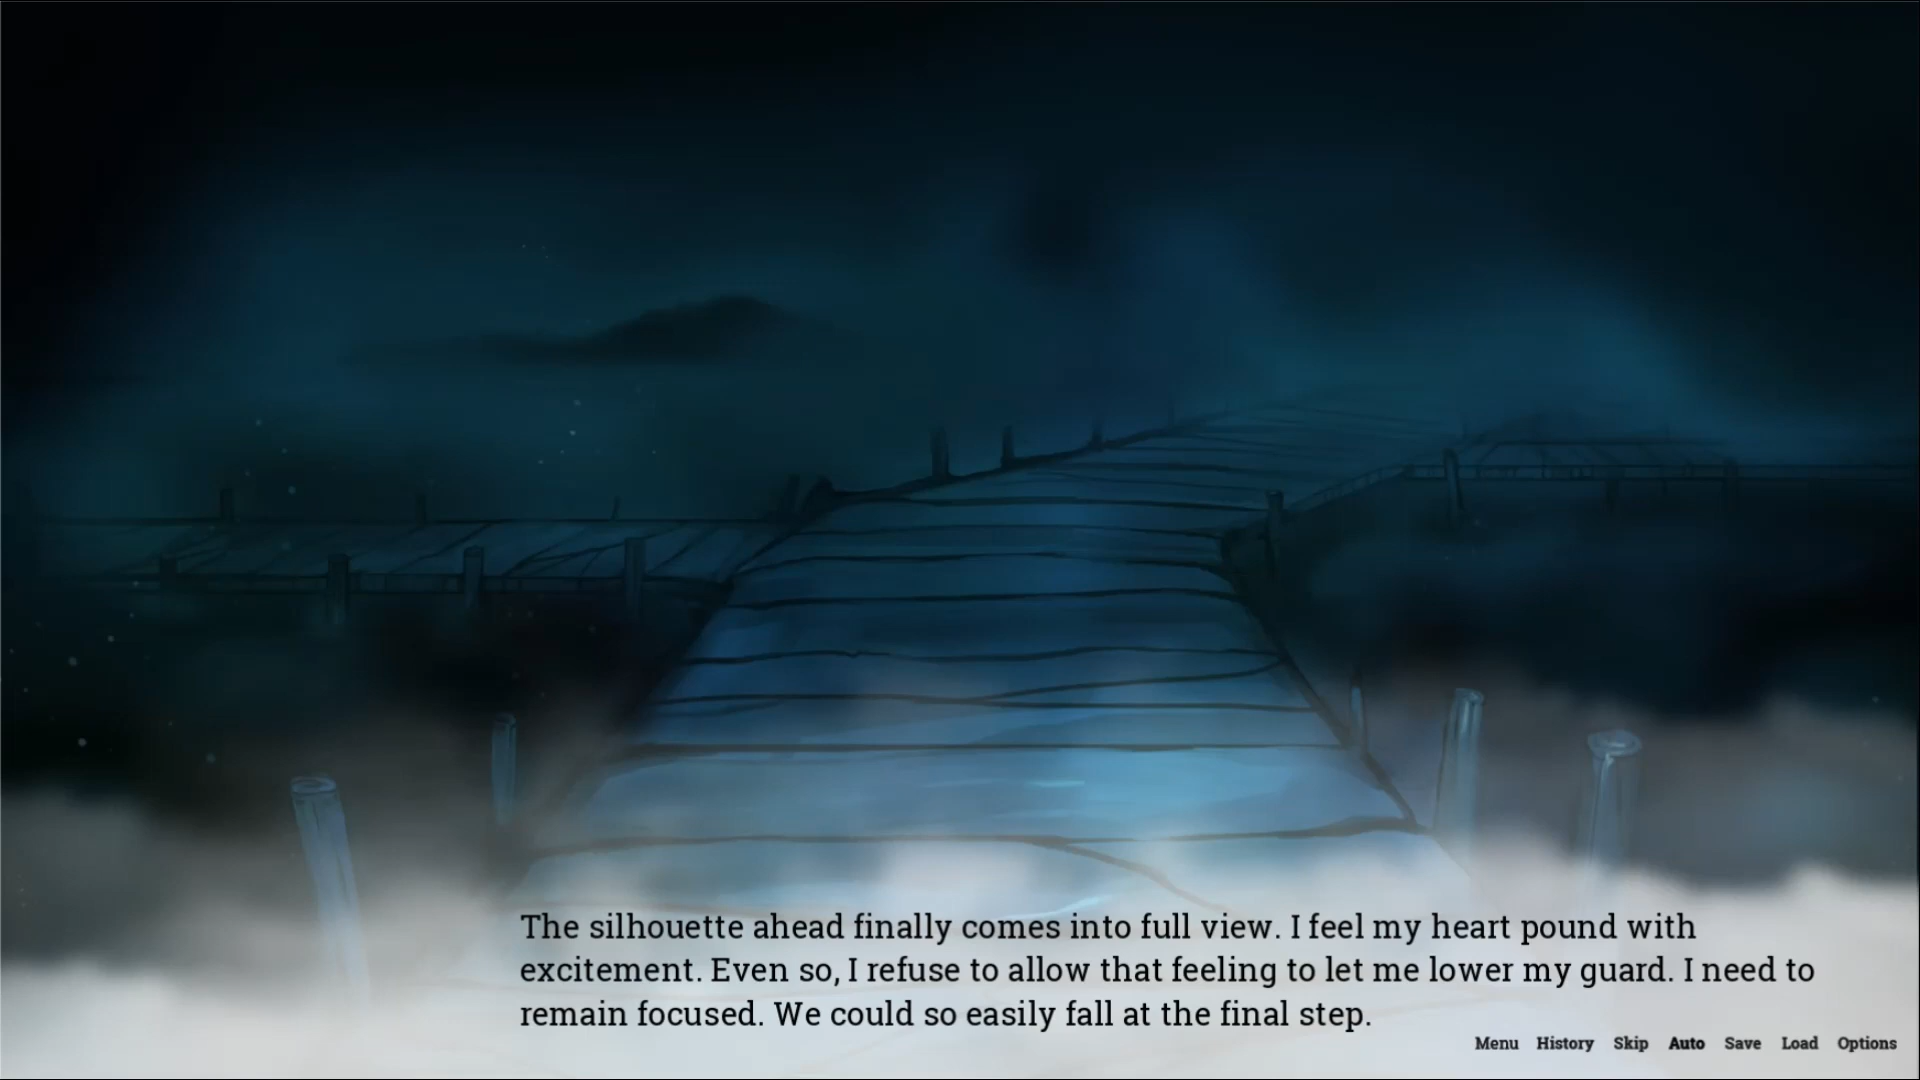 The silhouette ahead finally comes into full view. I feel my heart pound with
excitement. Even so, I refuse to allow that feeling to let me lower my guard. I need to
remain focused. We could so easily fall at the final step.
Menu History Skip Auto Save Load Options